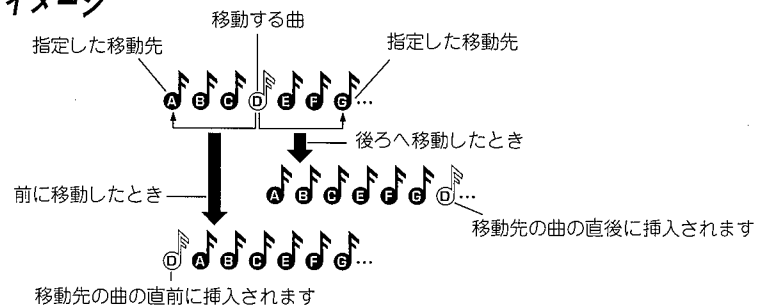 イメージ
移動する曲
指定した移動先
指定した移動先
A B C D E F G…
後ろへ移動したとき
前に移動したとき
A B C E F G D…
移動先の曲の直後に挿入されます
D A B C E F G…
移動先の曲の直前に挿入されます